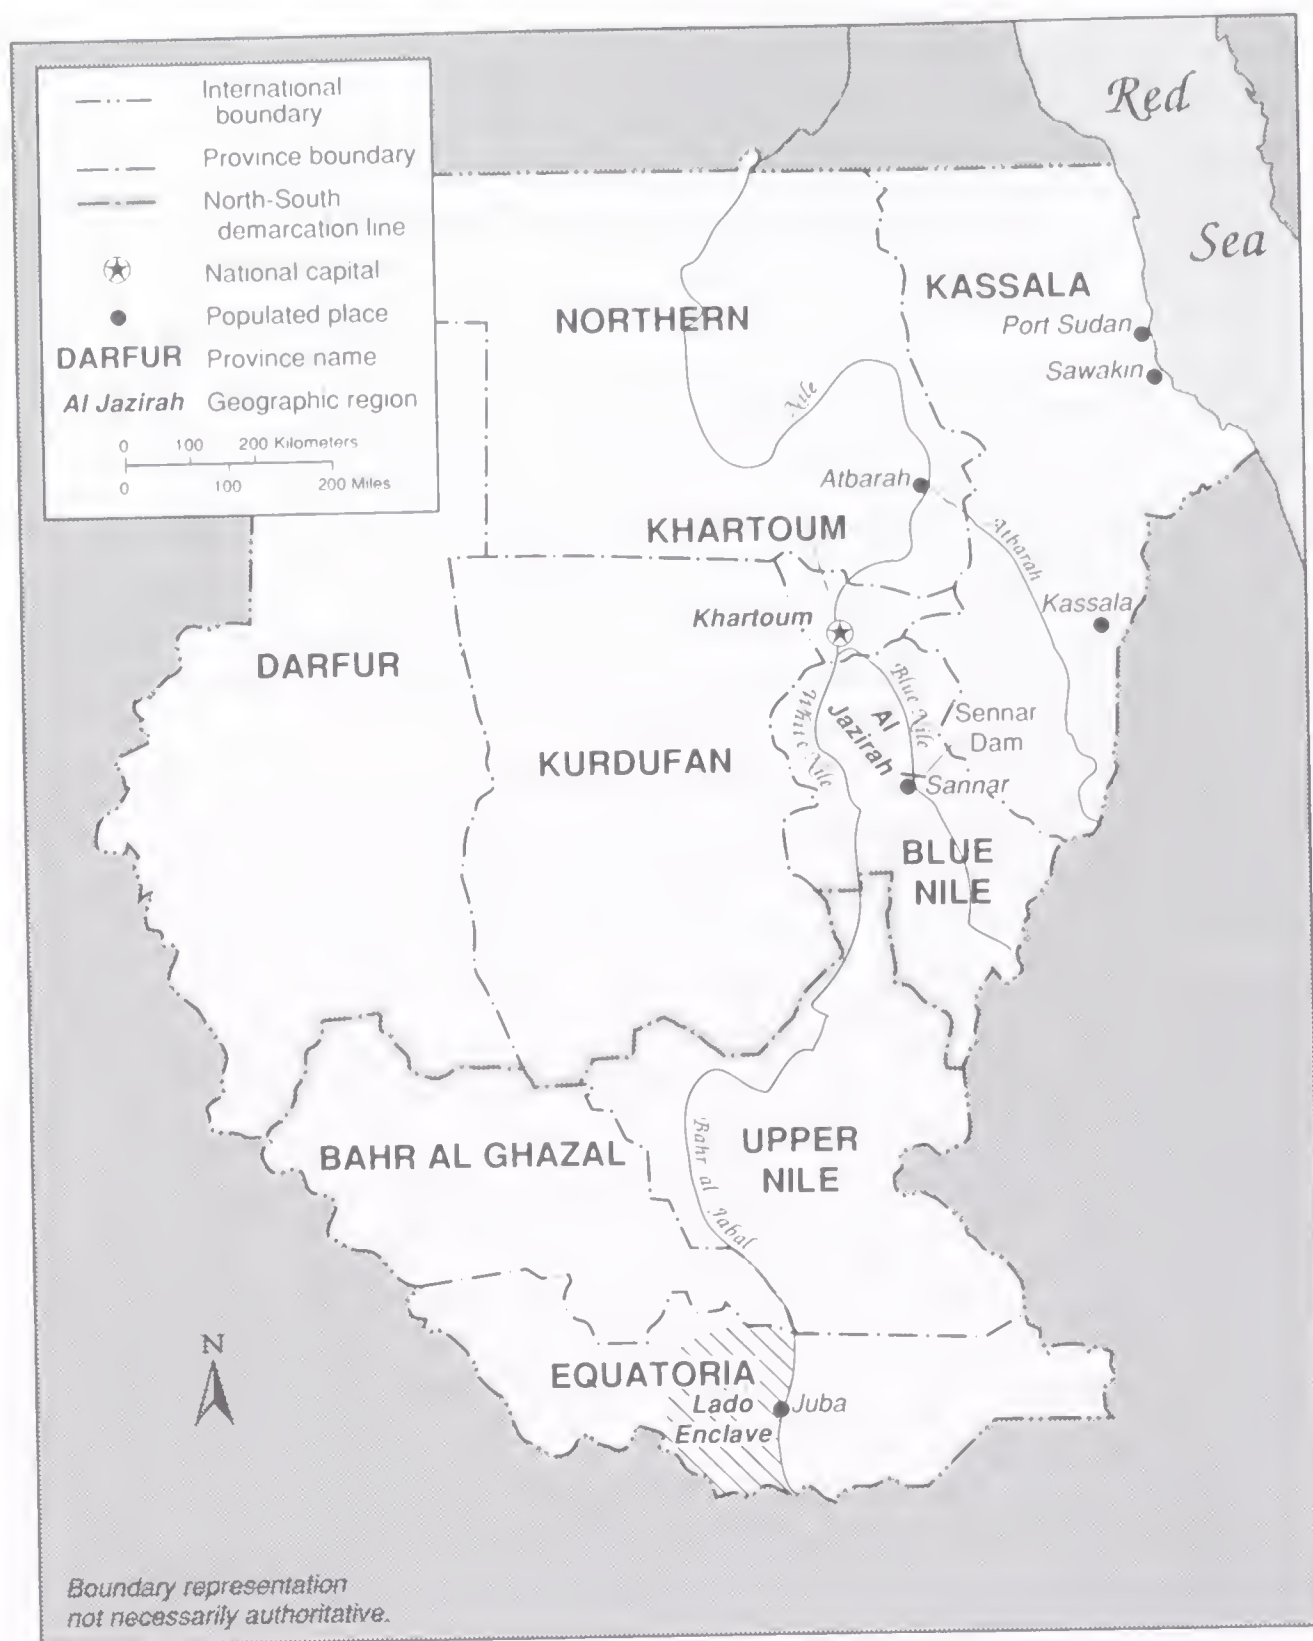 International
boundary
Province boundary
North-South
demarcation line
National capital
Populated place
DARFUR Province name
Al Jazirah Geographic region
0 100 200 Kilometers
0 100 200 Miles
Red
Sea
KASSALA
NORTHERN
Port Sudan
Sawakin
Nile
Atbarah
KHARTOUM
Atbarah
Kassala
Khartoum
DARFUR
Blue Nile
White Nile
Al
Jazirah
Sennar
Dam
KURDUFAN
Sannar
BLUE
NILE
BAHR AL GHAZAL
UPPER
NILE
Bahr al Jabal
N
EQUATORIA
Lado
Enclave
Juba
Boundary representation
not necessarily authoritative.